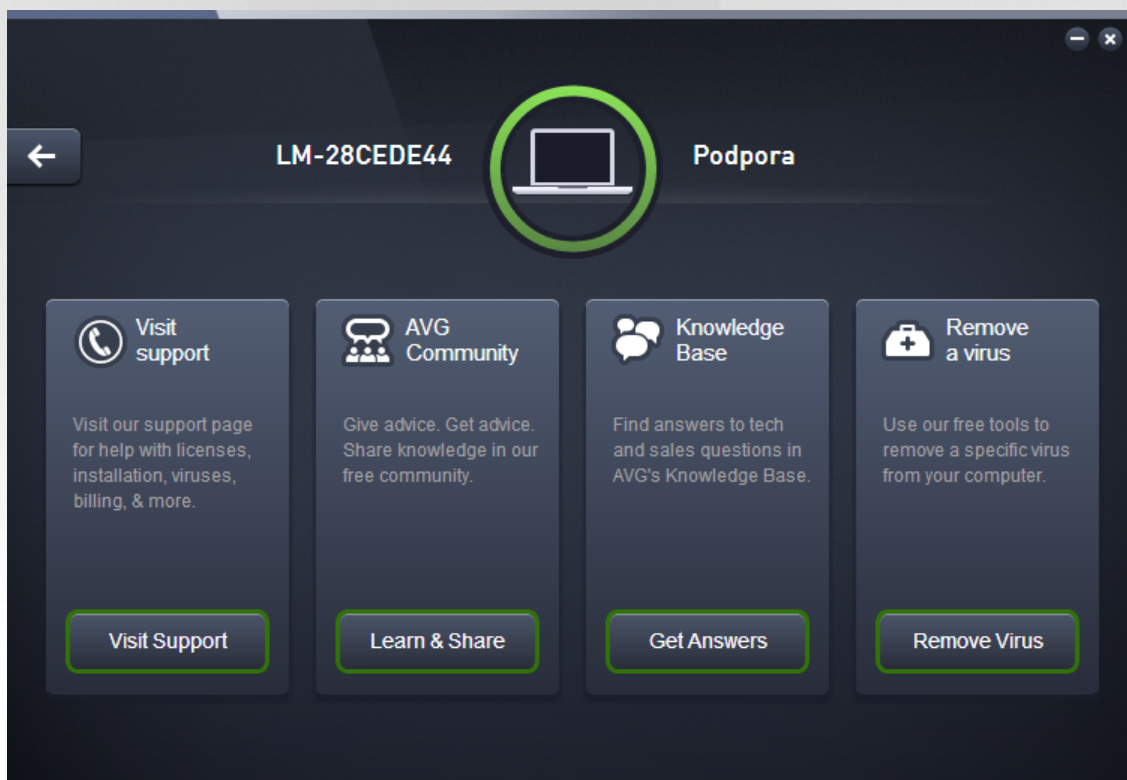 LM-28CEDE44
Podpora
Visit
support
Visit our support page
for help with licenses,
installation, viruses,
billing, & more.
Visit Support
AVG
Community
Give advice. Get advice.
Share knowledge in our
free community.
Learn & Share
Knowledge
Base
Find answers to tech
and sales questions in
AVG's Knowledge Base.
Get Answers
Remove
a virus
Use our free tools to
remove a specific virus
from your computer.
Remove Virus